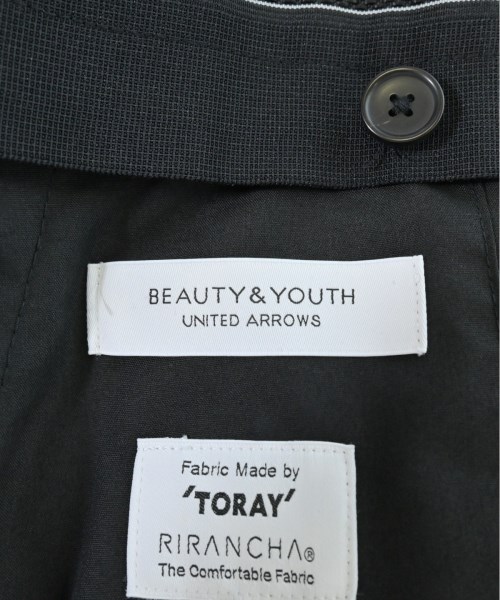 BEAUTY&YOUTH
UNITED ARROWS
Fabric Made by
'TORAY'
RIRANCHA®
The Comfortable Fabric